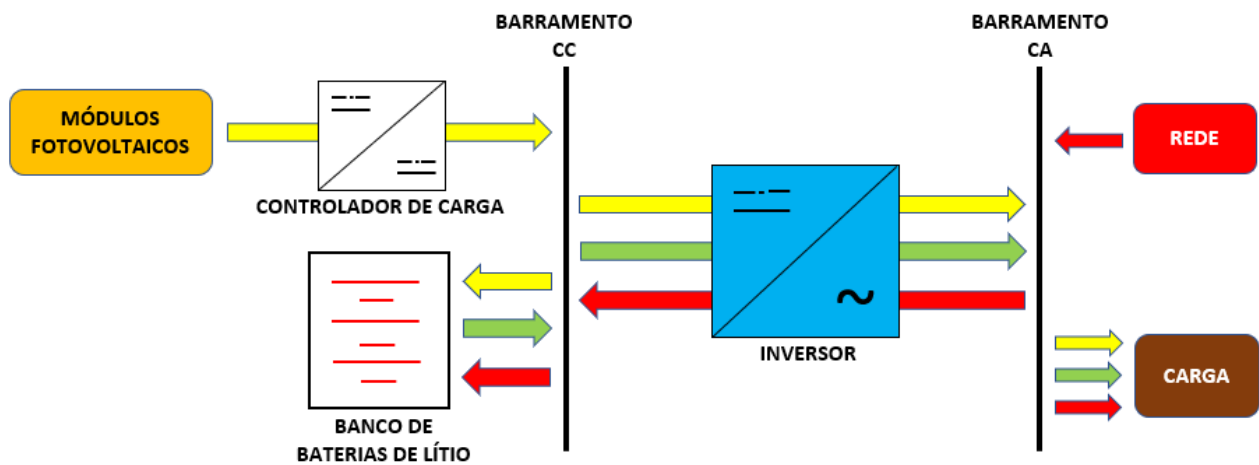 BARRAMENTO
CC
BARRAMENTO
CA
MÓDULOS
FOTOVOLTAICOS
REDE
CONTROLADOR DE CARGA
INVERSOR
CARGA
BANCO DE
BATERIAS DE LÍTIO